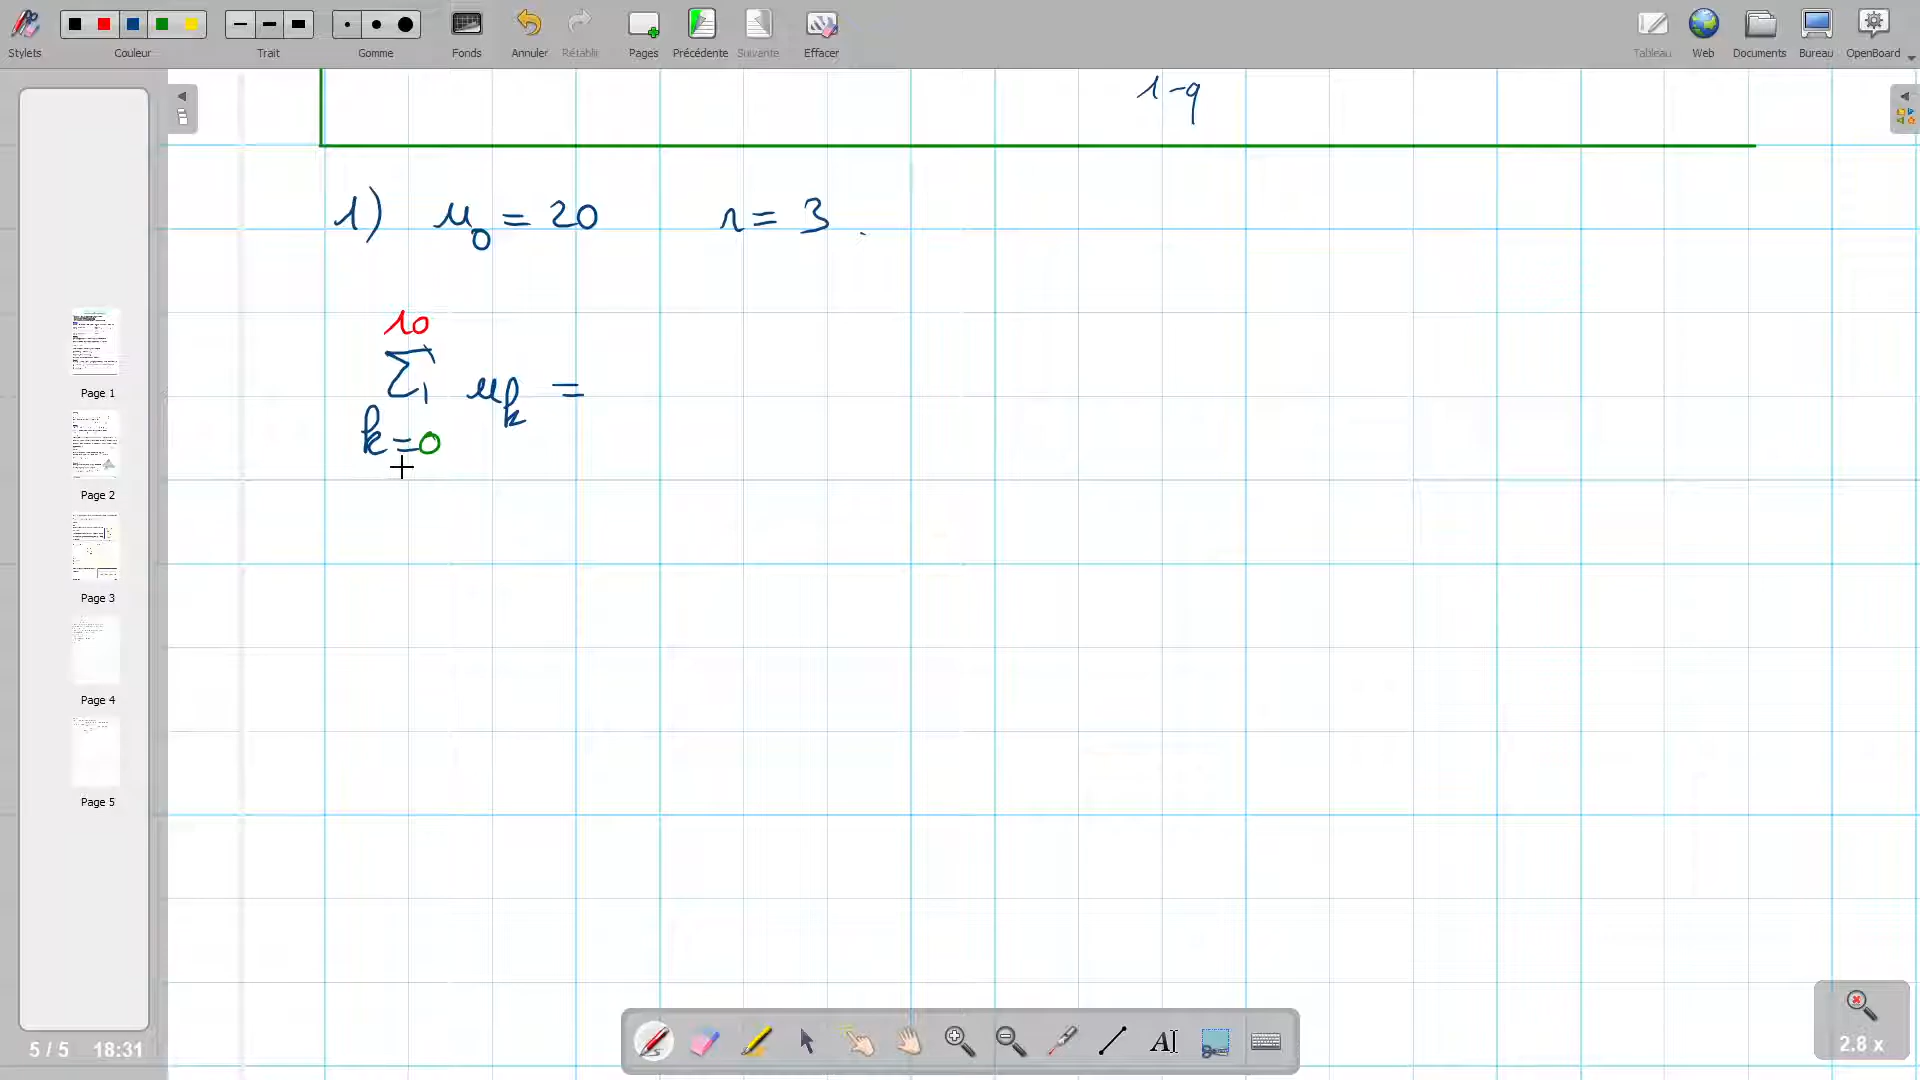 Stylets
Couleur
Trait
Gomme
Fonds
Annuler
Rétablir
Pages
Précédente
Suivante
Effacer
Tableau
Web
Documents
Bureau
OpenBoard
1-q
1) u₀ = 20 r = 3 .
10
∑ u_k =
k=0
Page 1
Page 2
Page 3
Page 4
Page 5
5 / 5 18:31
AI
2.8 x